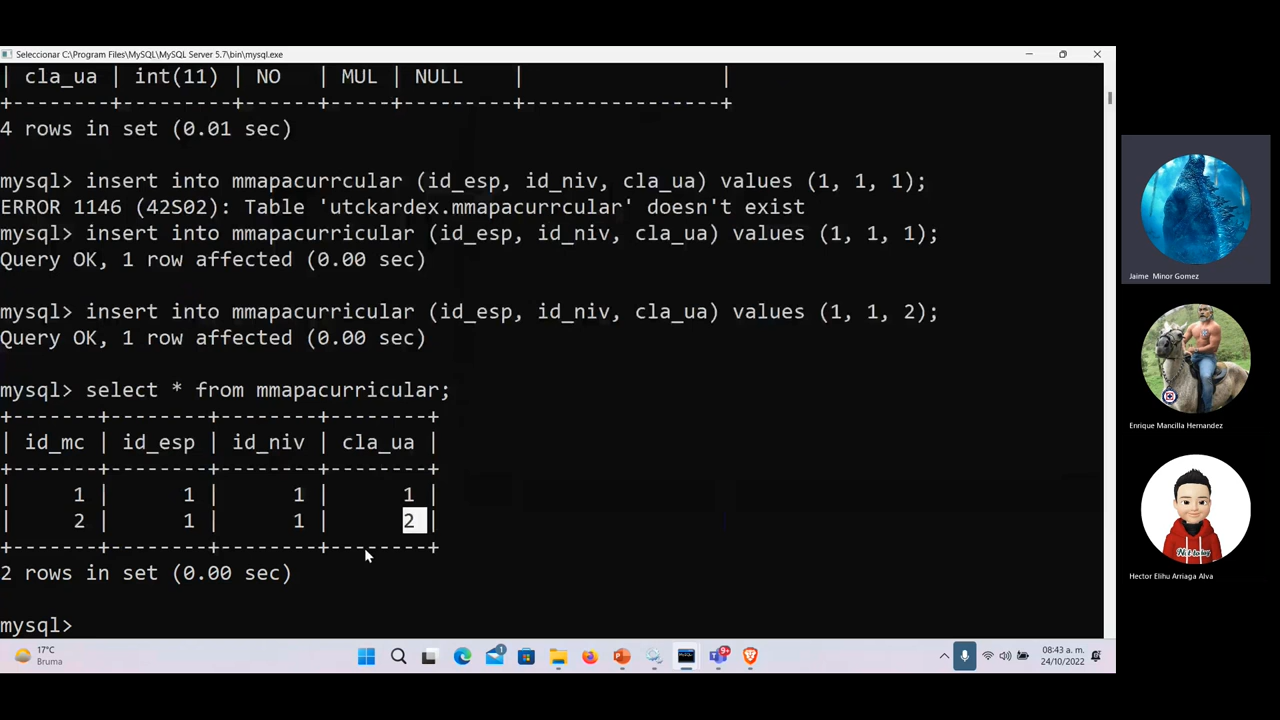 Seleccionar C:\Program Files\MySQL\MySQL Server 5.7\bin\mysql.exe
| cla_ua | int(11) | NO | MUL | NULL | |
+--------+---------+------+-----+---------+----------------+
4 rows in set (0.01 sec)
mysql> insert into mmapacurrcular (id_esp, id_niv, cla_ua) values (1, 1, 1);
ERROR 1146 (42S02): Table 'utckardex.mmapacurrcular' doesn't exist
mysql> insert into mmapacurricular (id_esp, id_niv, cla_ua) values (1, 1, 1);
Query OK, 1 row affected (0.00 sec)
mysql> insert into mmapacurricular (id_esp, id_niv, cla_ua) values (1, 1, 2);
Query OK, 1 row affected (0.00 sec)
mysql> select * from mmapacurricular;
+-------+--------+--------+--------+
| id_mc | id_esp | id_niv | cla_ua |
+-------+--------+--------+--------+
| 1 | 1 | 1 | 1 |
| 2 | 1 | 1 | 2 |
+-------+--------+--------+--------+
2 rows in set (0.00 sec)
mysql>
Jaime Minor Gomez
Enrique Mancilla Hernandez
Not today
Hector Elihu Arriaga Alva
17°C
Bruma
1
9+
08:43 a. m.
24/10/2022